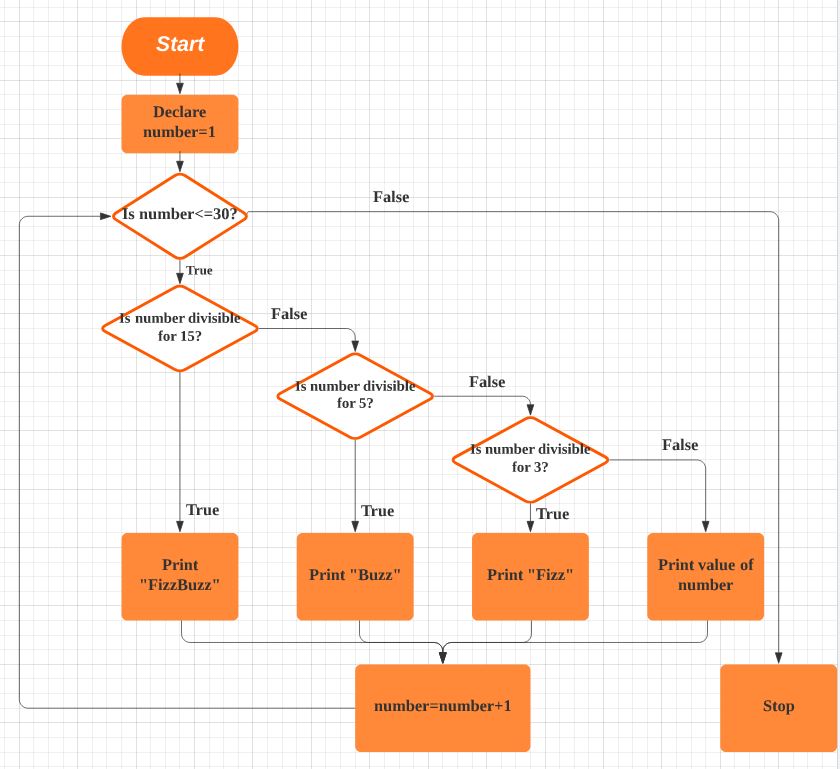 Start
Declare
number=1
Is number<=30?
False
True
Is number divisible
for 15?
False
Is number divisible
for 5?
False
Is number divisible
for 3?
False
True
True
True
Print
"FizzBuzz"
Print "Buzz"
Print "Fizz"
Print value of
number
number=number+1
Stop